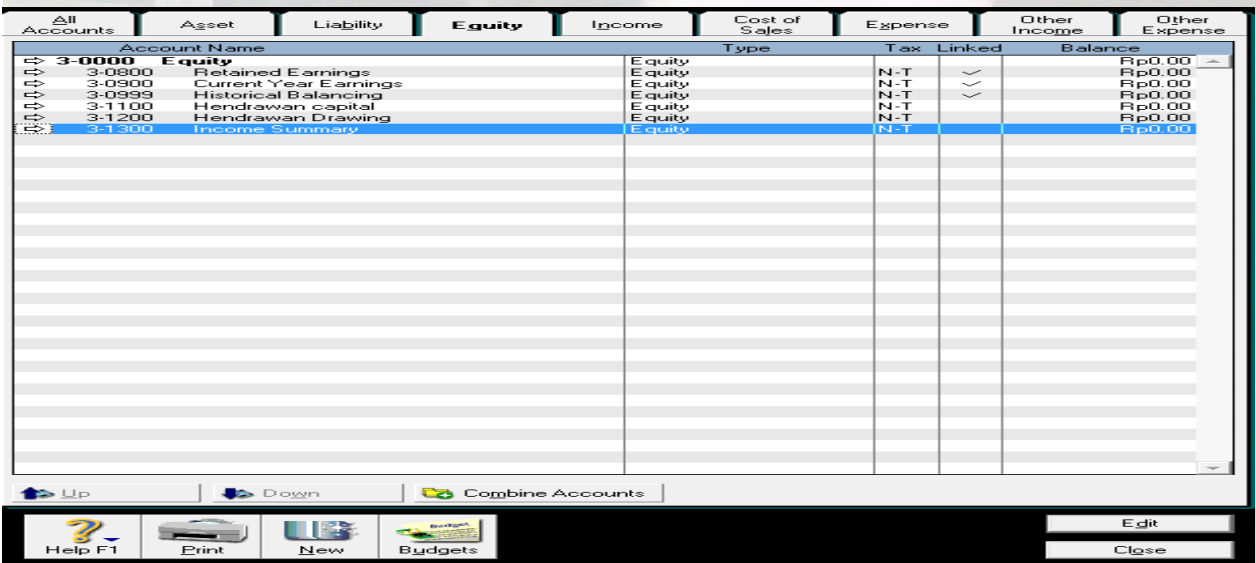 All Accounts Asset Liability Equity Income Cost of Sales Expense Other Income Other Expense
Account Name Type Tax Linked Balance
3-0000 Equity Equity Rp0.00
3-0800 Retained Earnings Equity N-T Rp0.00
3-0900 Current Year Earnings Equity N-T Rp0.00
3-0999 Historical Balancing Equity N-T Rp0.00
3-1100 Hendrawan capital Equity N-T Rp0.00
3-1200 Hendrawan Drawing Equity N-T Rp0.00
3-1300 Income Summary Equity N-T Rp0.00
Up Down Combine Accounts
Budget
Edit
Help F1 Print New Budgets
Close